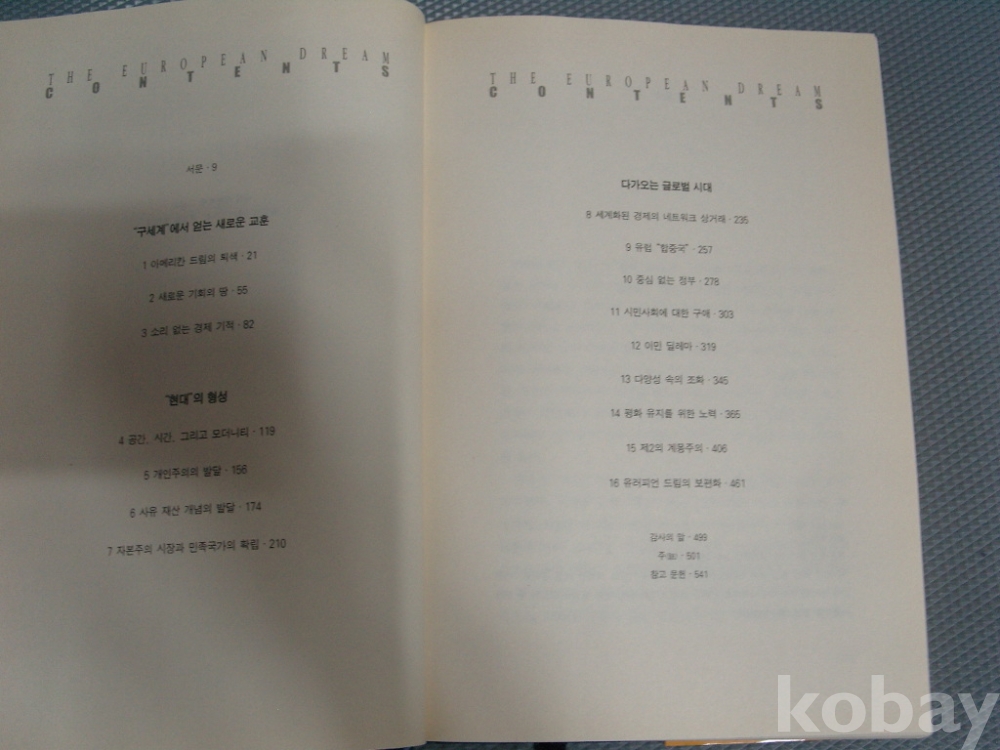 THE EUROPEAN DREAM
CONTENTS
서문 · 9
"구세계"에서 얻는 새로운 교훈
1 아메리칸 드림의 퇴색 · 21
2 새로운 기회의 땅 · 55
3 소리 없는 경제 기적 · 82
"현대"의 형성
4 공간, 시간, 그리고 모더니티 · 119
5 개인주의의 발달 · 156
6 사유 재산 개념의 발달 · 174
7 자본주의 시장과 민족국가의 확립 · 210
THE EUROPEAN DREAM
CONTENTS
다가오는 글로벌 시대
8 세계화된 경제의 네트워크 상거래 · 235
9 유럽 "합중국" · 257
10 중심 없는 정부 · 278
11 시민사회에 대한 구애 · 303
12 이민 딜레마 · 319
13 다양성 속의 조화 · 345
14 평화 유지를 위한 노력 · 365
15 제2의 계몽주의 · 406
16 유러피언 드림의 보편화 · 461
감사의 말 · 499
주(註) · 501
참고 문헌 · 541
kobay